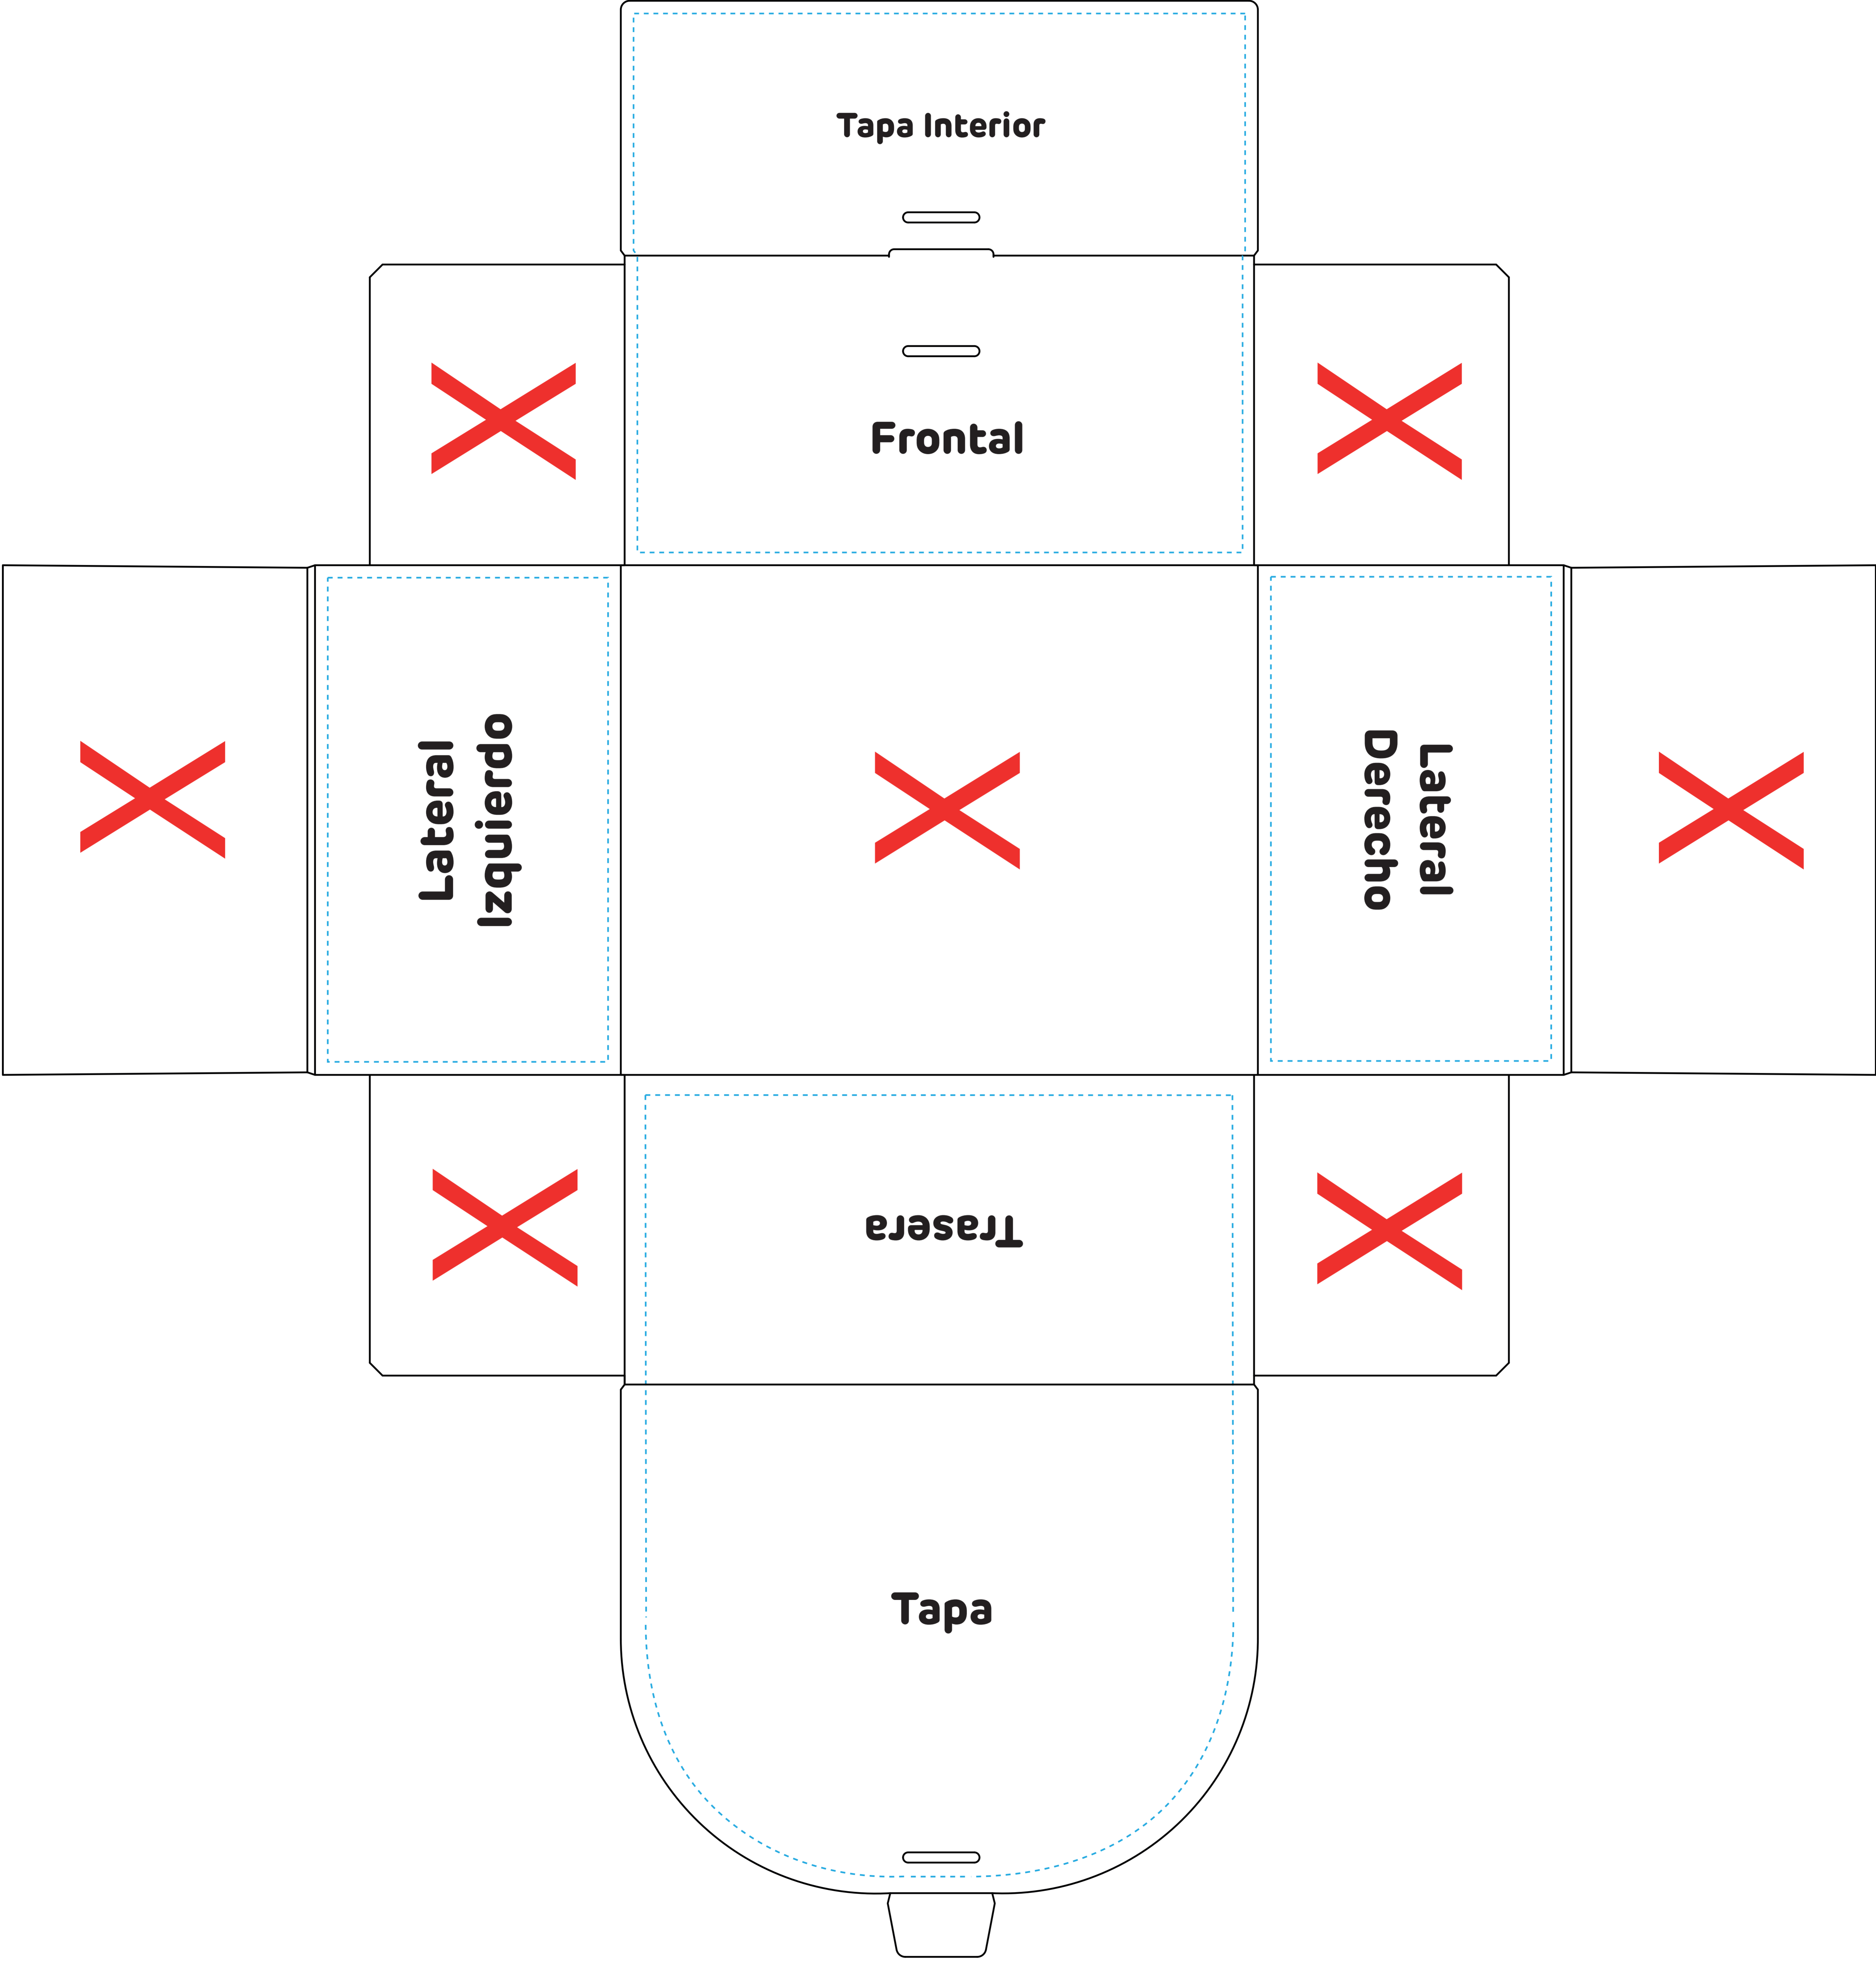 Tapa Interior
Frontal
Lateral
Izquierdo
Lateral
Derecho
Trasera
Tapa